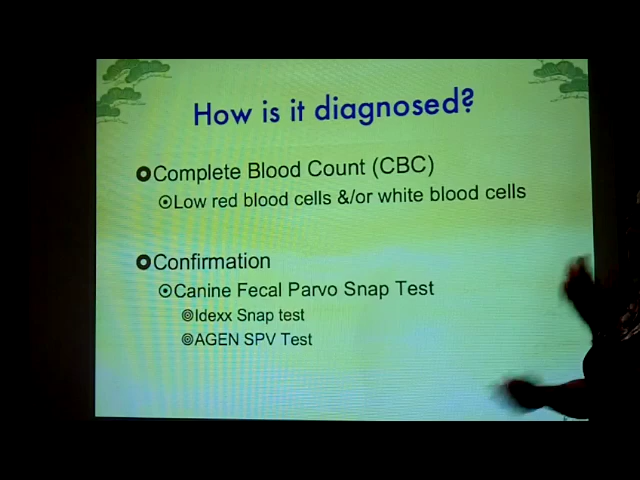 How is it diagnosed?
Complete Blood Count (CBC)
Low red blood cells &/or white blood cells
Confirmation
Canine Fecal Parvo Snap Test
Idexx Snap test
AGEN SPV Test